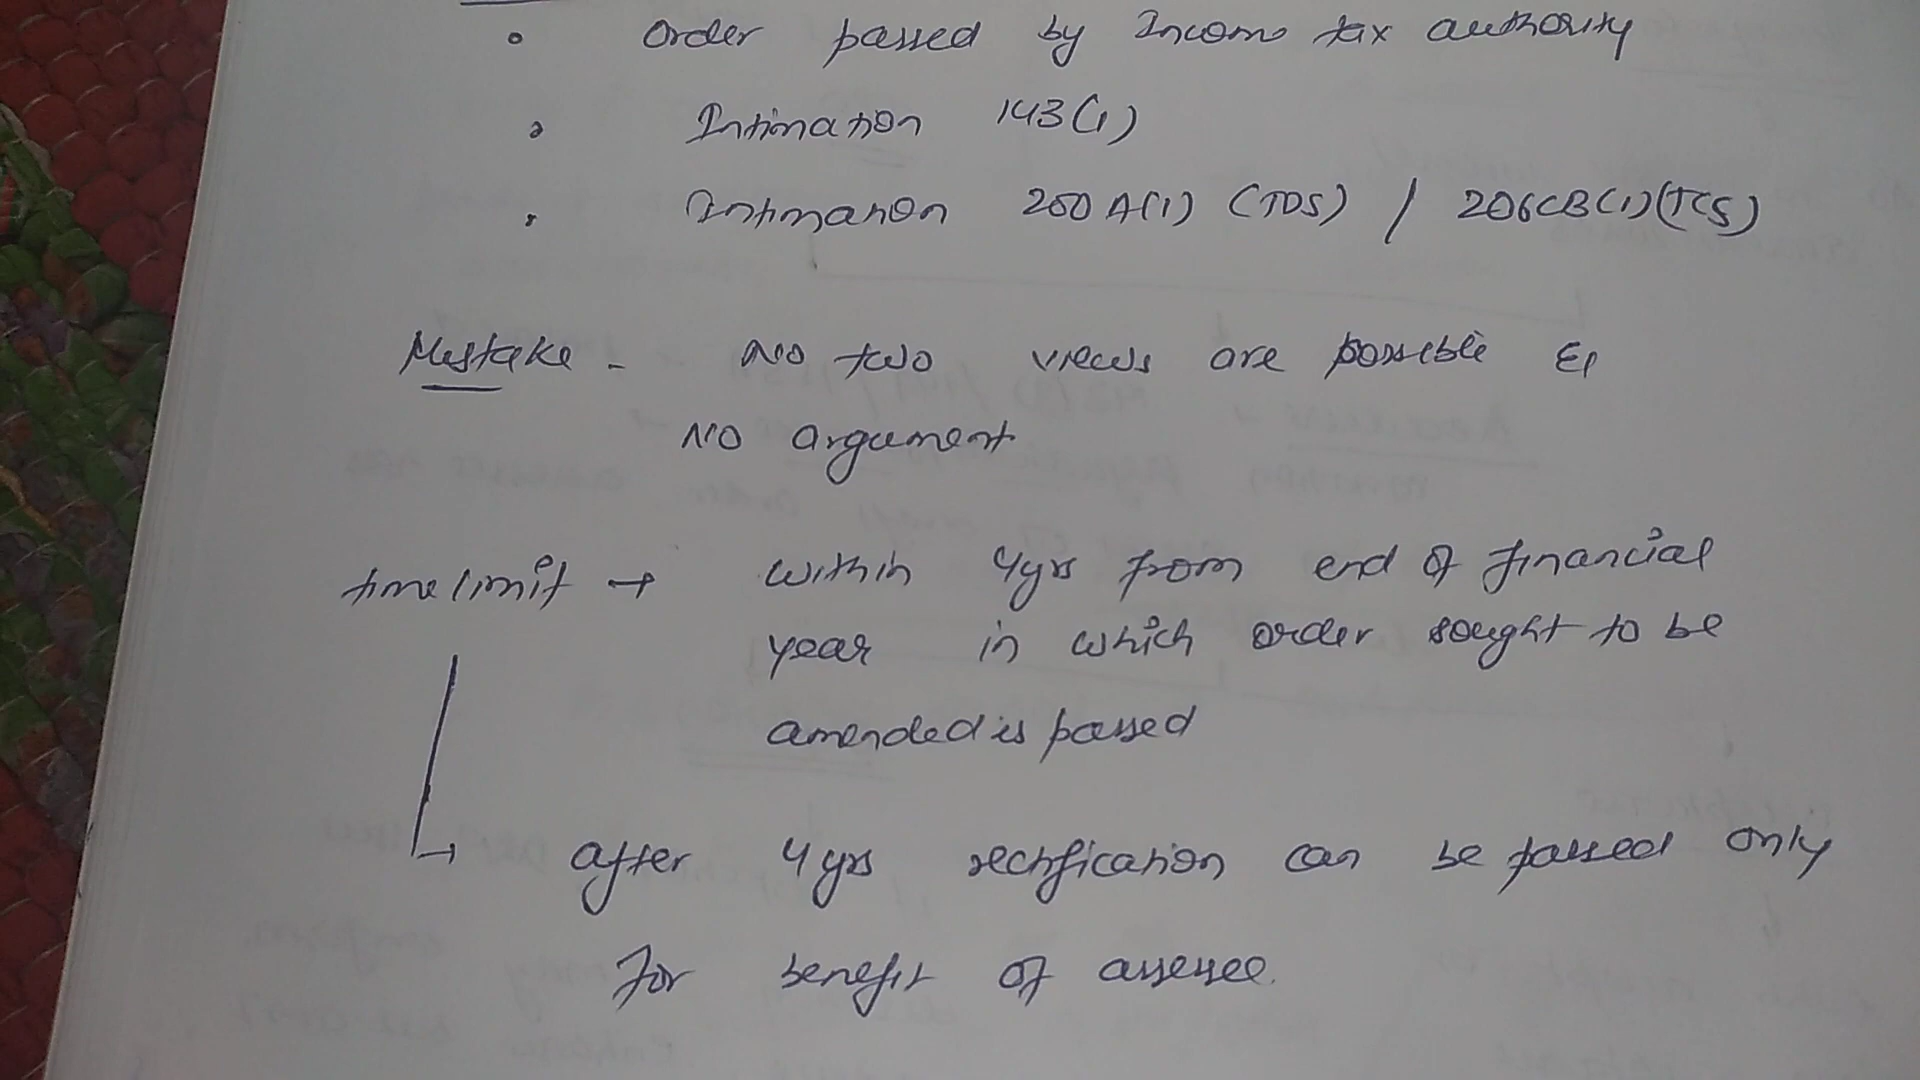 • Order passed by Income tax authority
• Intimation 143(1)
• Intimation 200A(1) (TDS) / 206CB(1)(TCS)
Mistake - No two views are possible &
No argument
time limit → within 4yrs from end of financial
year in which order sought to be
amended is passed
↳ after 4 yrs rectification can be passed only
For benefit of assessee.